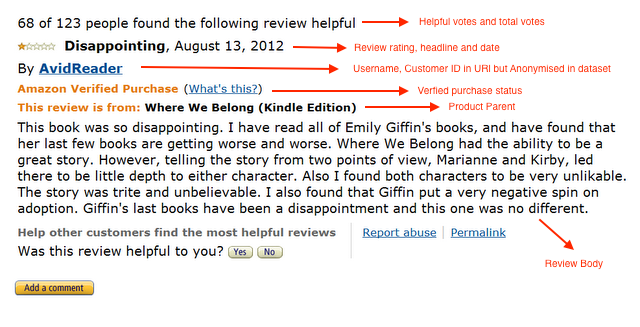 68 of 123 people found the following review helpful
Helpful votes and total votes
Disappointing, August 13, 2012
Review rating, headline and date
By AvidReader
Username, Customer ID in URI but Anonymised in dataset
Amazon Verified Purchase (What's this?)
Verfied purchase status
This review is from: Where We Belong (Kindle Edition)
Product Parent
This book was so disappointing. I have read all of Emily Giffin's books, and have found that
her last few books are getting worse and worse. Where We Belong had the ability to be a
great story. However, telling the story from two points of view, Marianne and Kirby, led
there to be little depth to either character. Also I found both characters to be very unlikable.
The story was trite and unbelievable. I also found that Giffin put a very negative spin on
adoption. Giffin's last books have been a disappointment and this one was no different.
Help other customers find the most helpful reviews
Was this review helpful to you? Yes No
Report abuse | Permalink
Review Body
Add a comment